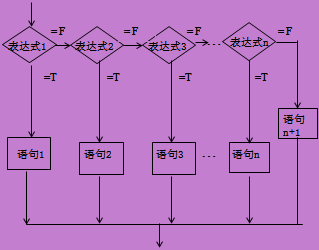 =F =F =F =F
表达式1 表达式2 表达式3 ... 表达式n
=T =T =T =T
语句n+1
语句1 语句2 语句3 ... 语句n